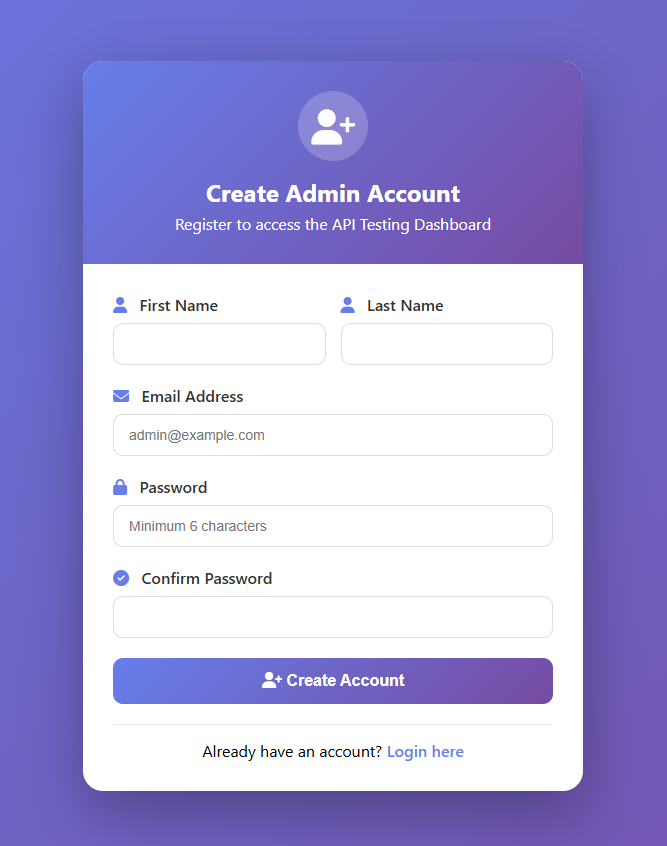 Create Admin Account
Register to access the API Testing Dashboard
First Name
Last Name
Email Address
admin@example.com
Password
Minimum 6 characters
Confirm Password
Create Account
Already have an account? Login here